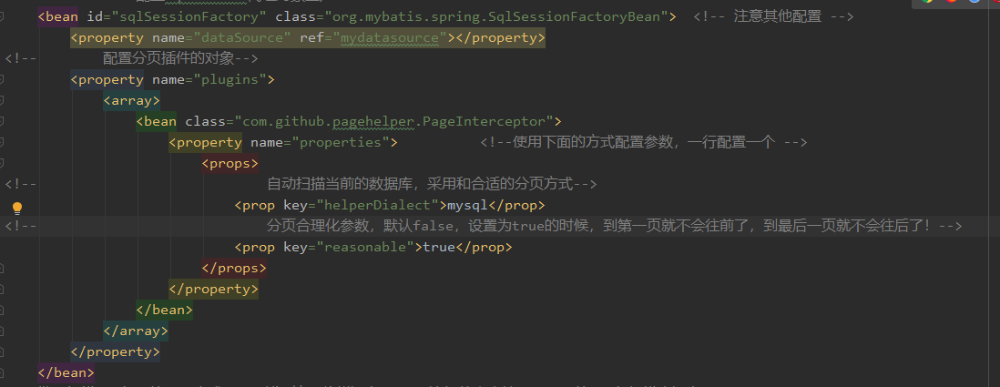 <bean id="sqlSessionFactory" class="org.mybatis.spring.SqlSessionFactoryBean"> <!-- 注意其他配置 -->
<property name="dataSource" ref="mydatasource"></property>
<!-- 配置分页插件的对象-->
<property name="plugins">
<array>
<bean class="com.github.pagehelper.PageInterceptor">
<property name="properties"> <!--使用下面的方式配置参数，一行配置一个 -->
<props>
<!-- 自动扫描当前的数据库，采用和合适的分页方式-->
<prop key="helperDialect">mysql</prop>
<!-- 分页合理化参数，默认false，设置为true的时候，到第一页就不会往前了，到最后一页就不会往后了！-->
<prop key="reasonable">true</prop>
</props>
</property>
</bean>
</array>
</property>
</bean>